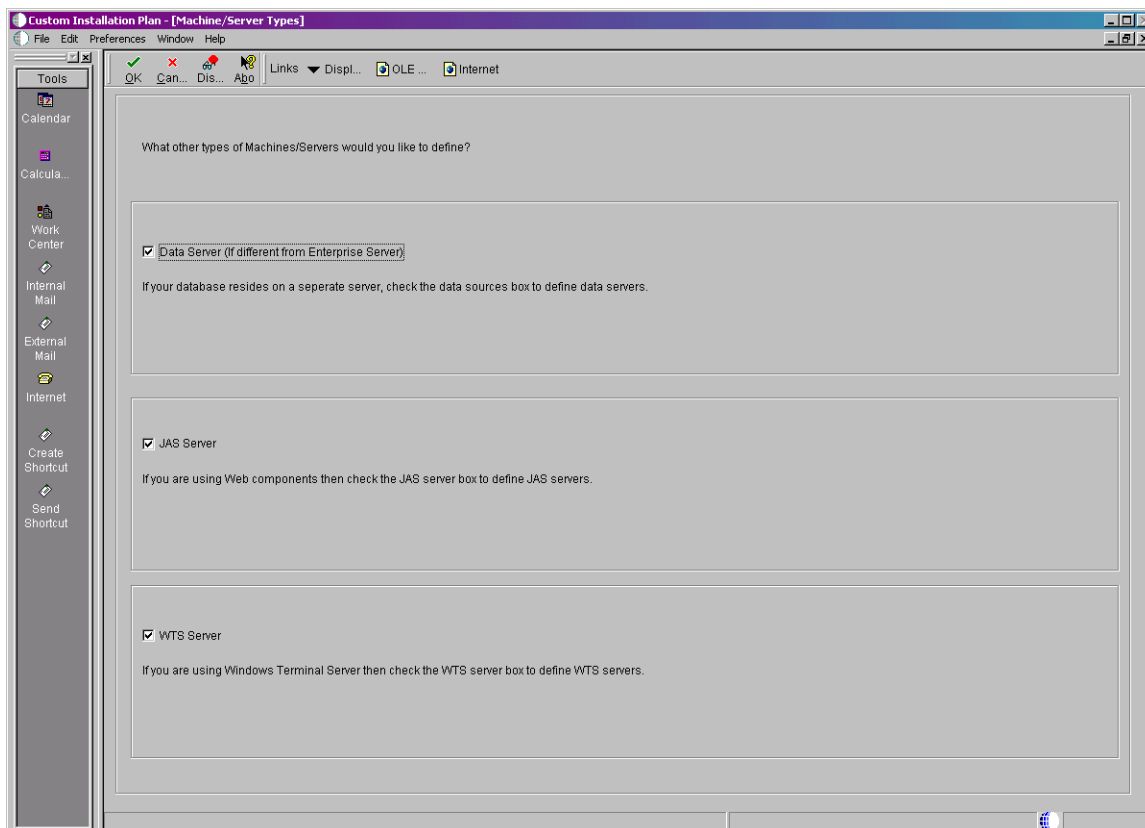 Custom Installation Plan - [Machine/Server Types]
File Edit Preferences Window Help
Tools
Calendar
Calcula...
Work
Center
Internal
Mail
External
Mail
Internet
Create
Shortcut
Send
Shortcut
OK Can... Dis... Abo Links Displ... OLE ... Internet
What other types of Machines/Servers would you like to define?
Data Server (If different from Enterprise Server)
If your database resides on a seperate server, check the data sources box to define data servers.
JAS Server
If you are using Web components then check the JAS server box to define JAS servers.
WTS Server
If you are using Windows Terminal Server then check the WTS server box to define WTS servers.